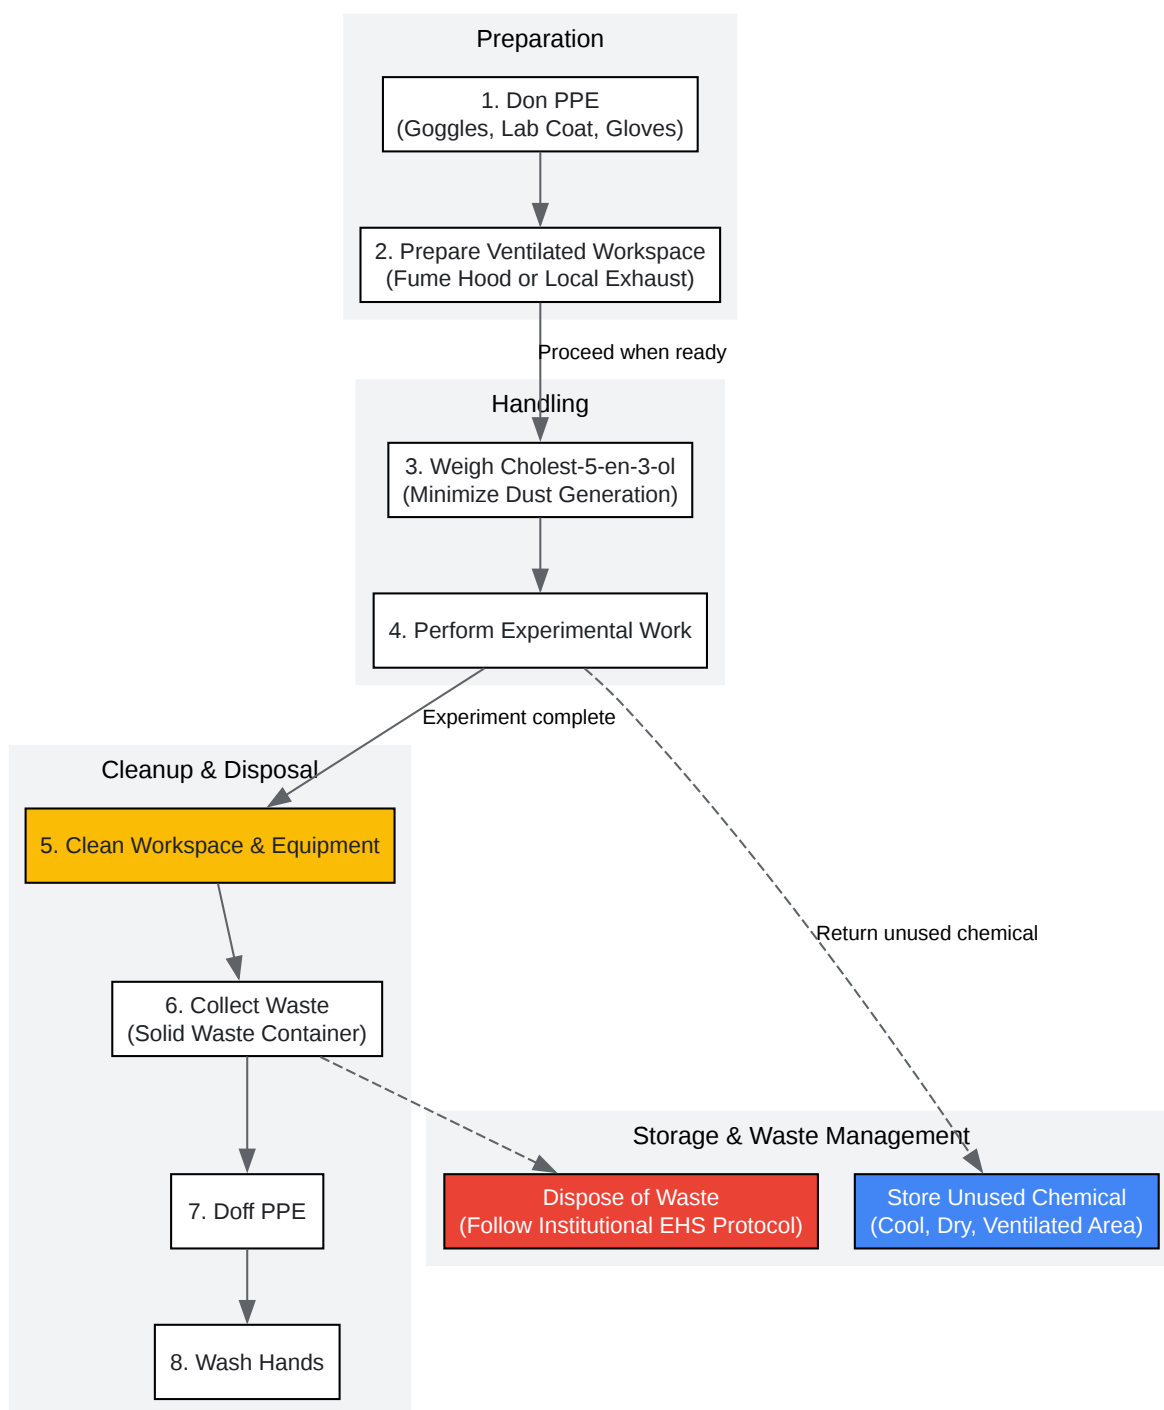 Preparation
1. Don PPE
(Goggles, Lab Coat, Gloves)
2. Prepare Ventilated Workspace
(Fume Hood or Local Exhaust)
Proceed when ready
Handling
3. Weigh Cholest-5-en-3-ol
(Minimize Dust Generation)
4. Perform Experimental Work
Experiment complete
Cleanup & Disposal
5. Clean Workspace & Equipment
Return unused chemical
6. Collect Waste
(Solid Waste Container)
Storage & Waste Management
7. Doff PPE
Dispose of Waste
(Follow Institutional EHS Protocol)
Store Unused Chemical
(Cool, Dry, Ventilated Area)
8. Wash Hands